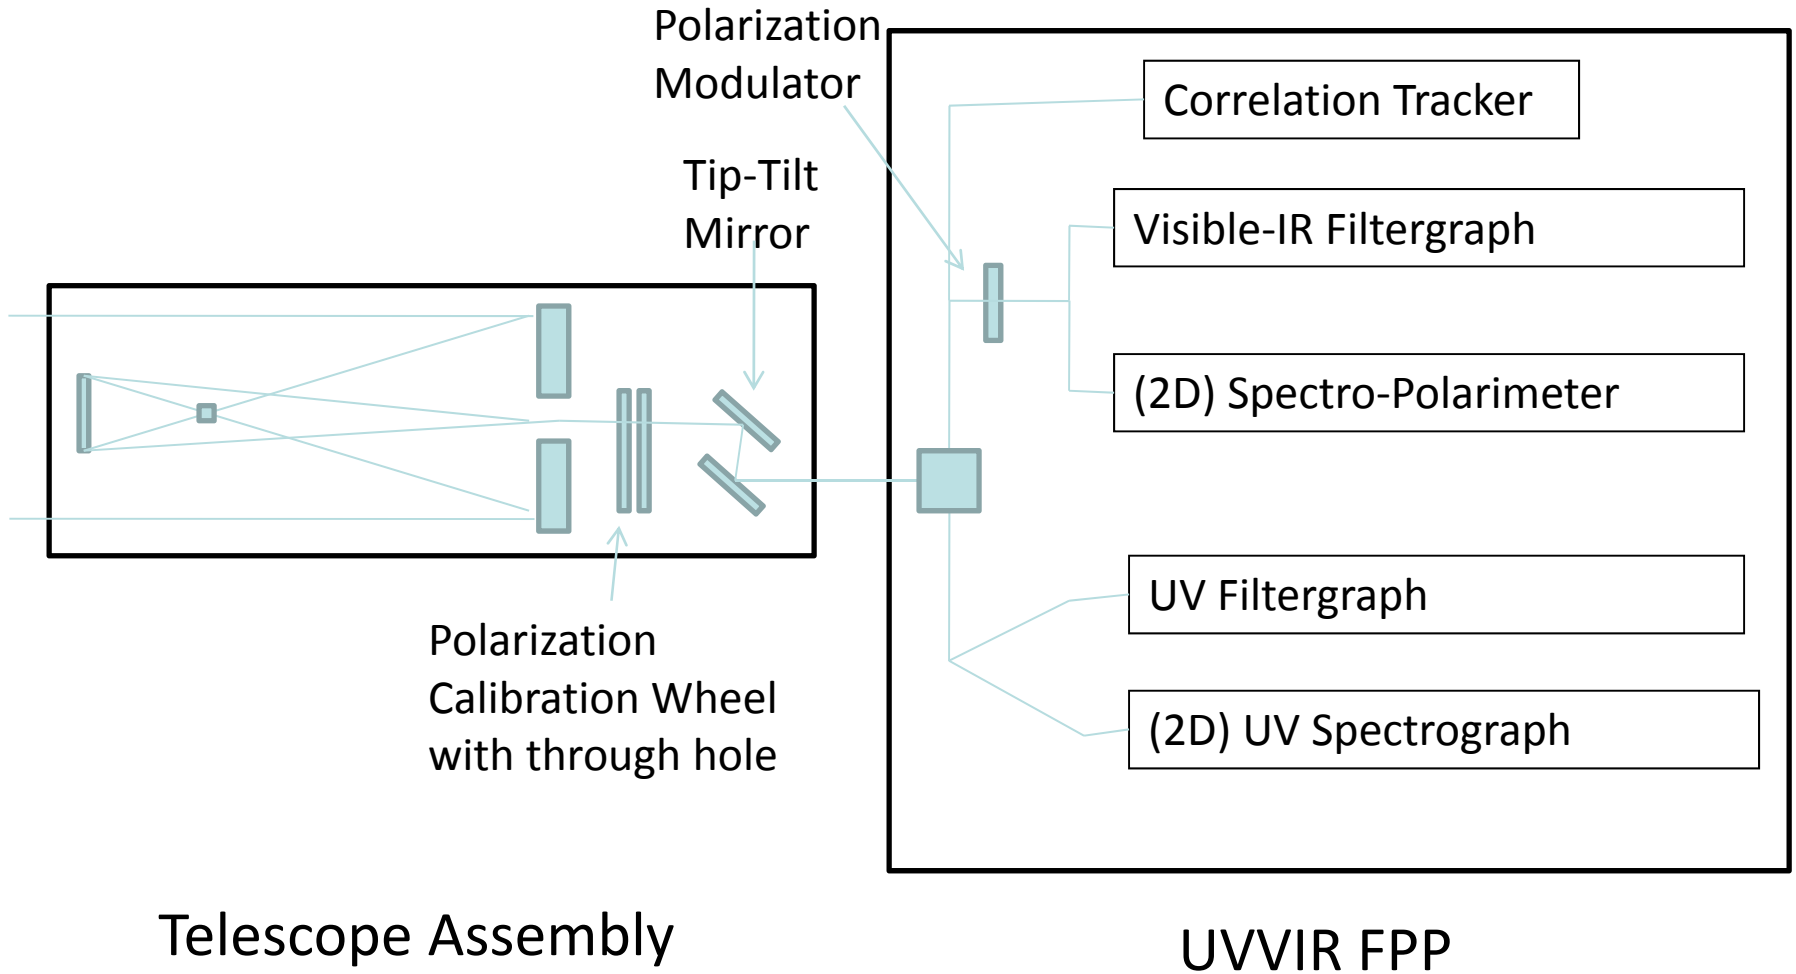 Polarization
Modulator
Tip-Tilt
Mirror
Correlation Tracker
Visible-IR Filtergraph
(2D) Spectro-Polarimeter
UV Filtergraph
(2D) UV Spectrograph
Polarization
Calibration Wheel
with through hole
Telescope Assembly
UVVIR FPP